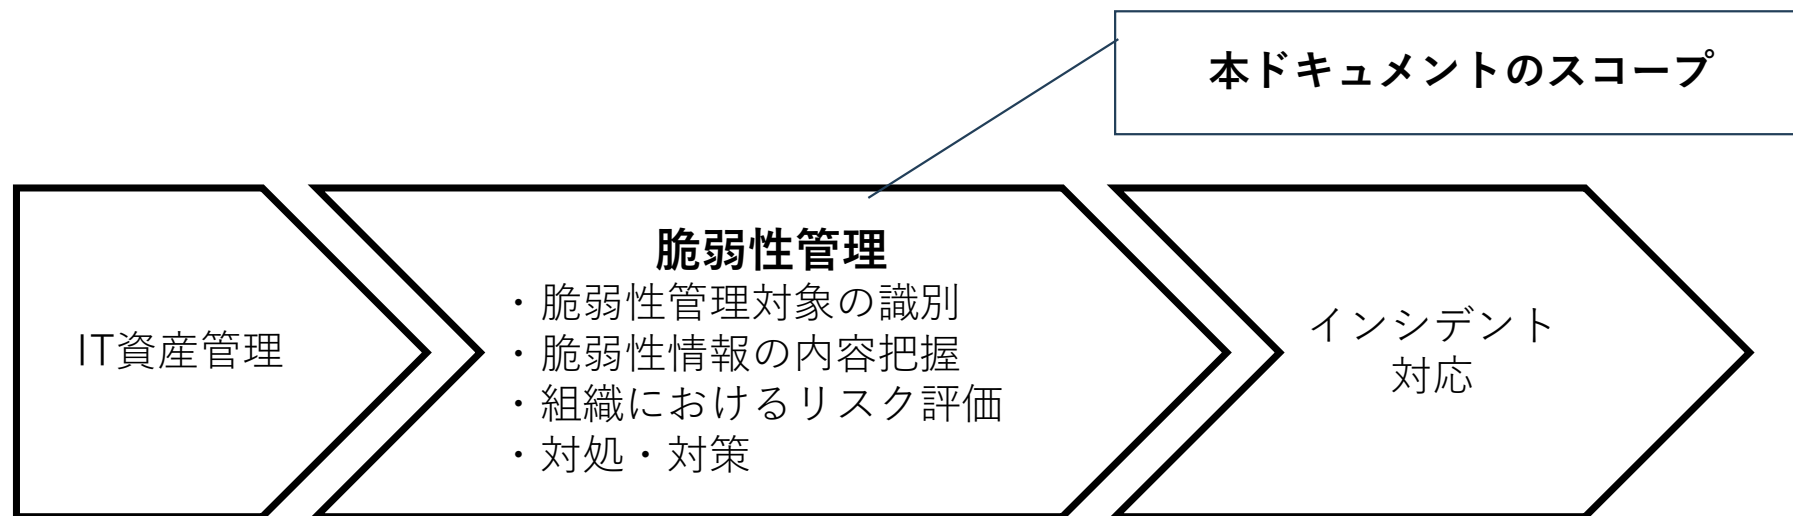 本ドキュメントのスコープ
IT資産管理
脆弱性管理
・脆弱性管理対象の識別
・脆弱性情報の内容把握
・組織におけるリスク評価
・対処・対策
インシデント
対応